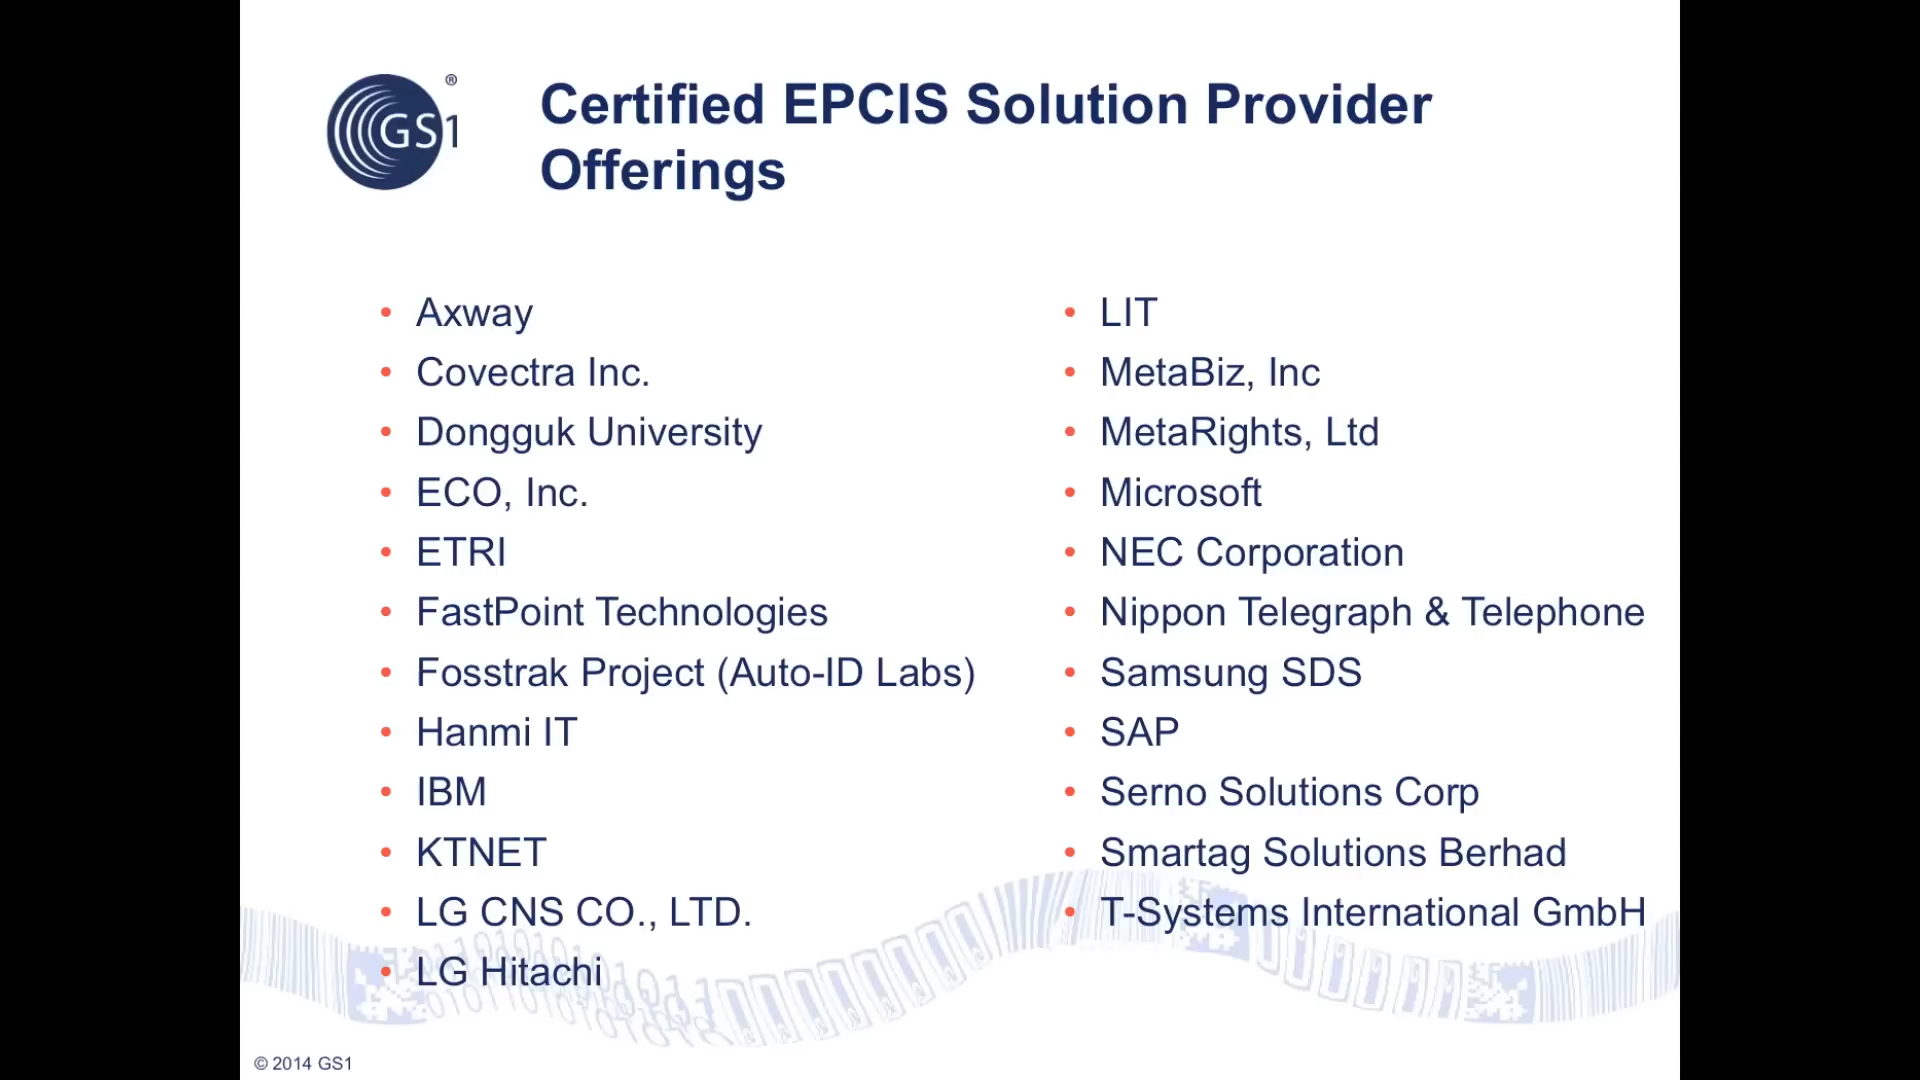 GS1®
Certified EPCIS Solution Provider
Offerings
• Axway
• Covectra Inc.
• Dongguk University
• ECO, Inc.
• ETRI
• FastPoint Technologies
• Fosstrak Project (Auto-ID Labs)
• Hanmi IT
• IBM
• KTNET
• LG CNS CO., LTD.
• LG Hitachi
• LIT
• MetaBiz, Inc
• MetaRights, Ltd
• Microsoft
• NEC Corporation
• Nippon Telegraph & Telephone
• Samsung SDS
• SAP
• Serno Solutions Corp
• Smartag Solutions Berhad
• T-Systems International GmbH
© 2014 GS1